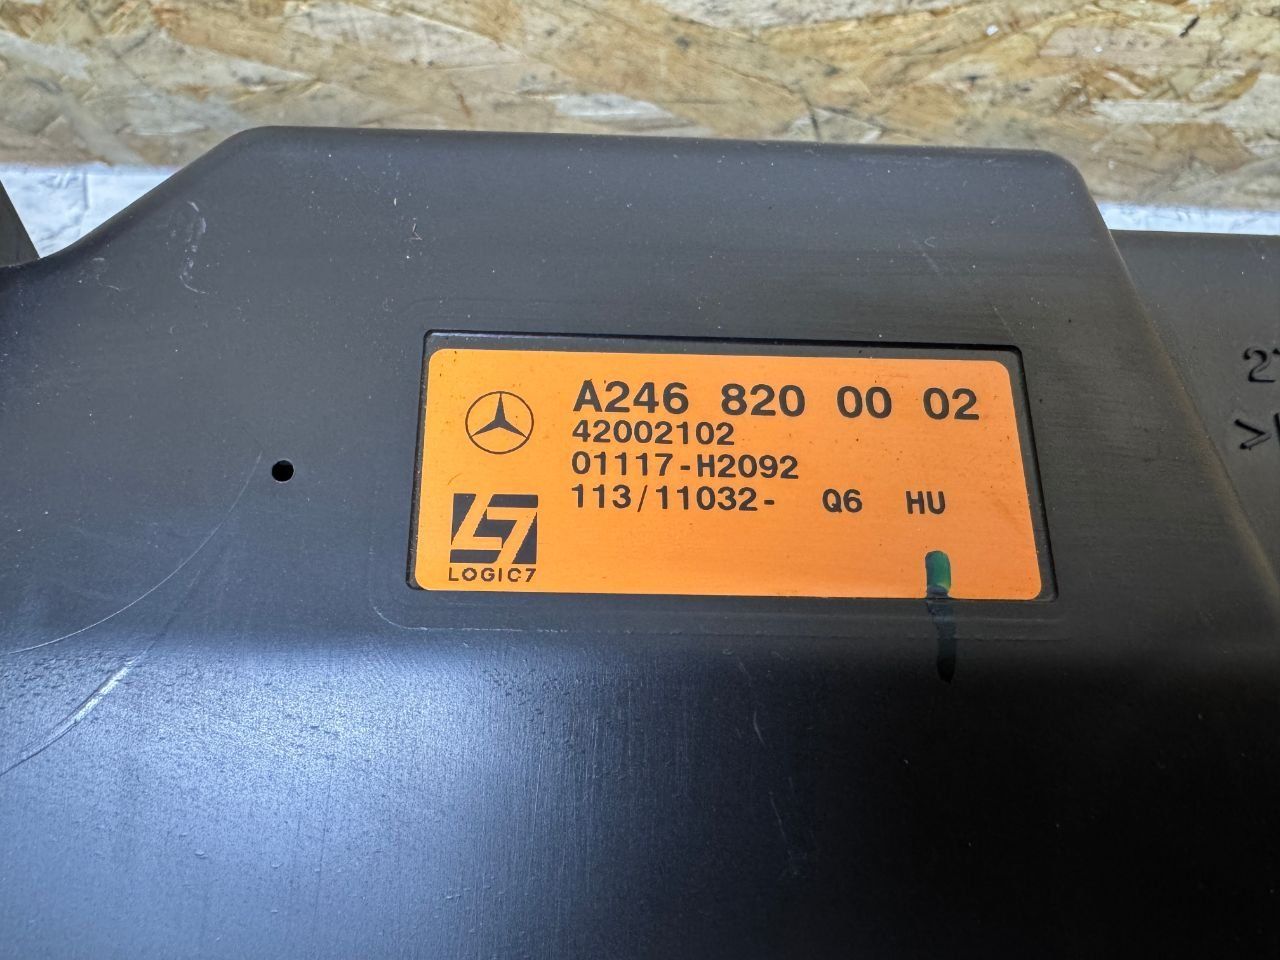 A246 820 00 02
42002102
01117-H2092
113/11032- Q6 HU
LOGIC7